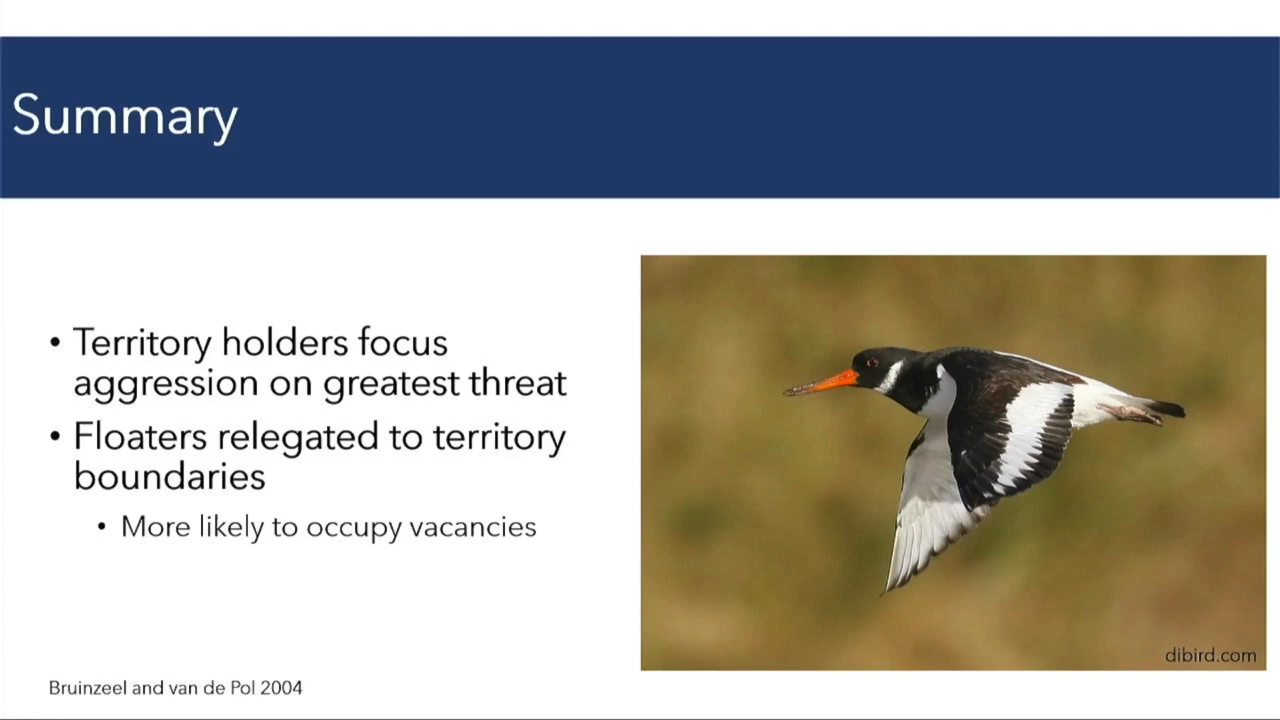 Summary
• Territory holders focus
aggression on greatest threat
• Floaters relegated to territory
boundaries
• More likely to occupy vacancies
dibird.com
Bruinzeel and van de Pol 2004